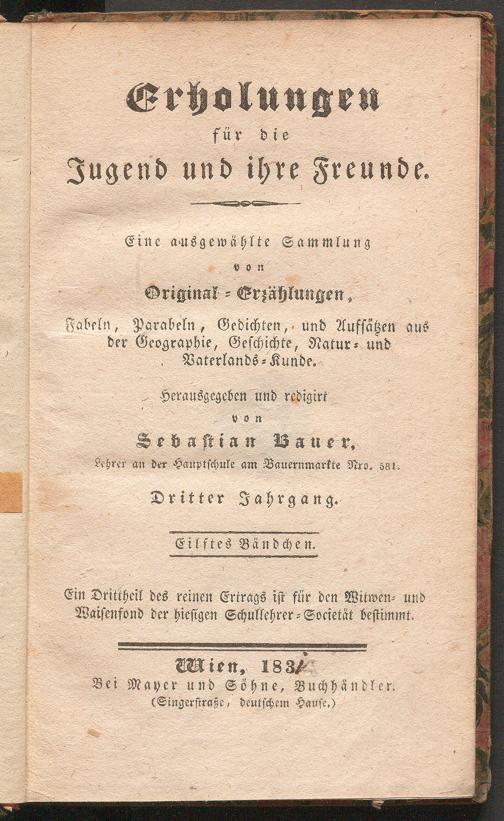 Erholungen
für die
Jugend und ihre Freunde.
Eine ausgewählte Sammlung
von
Original-Erzählungen,
Fabeln, Parabeln, Gedichten, und Aufsätzen aus
der Geographie, Geschichte, Natur- und
Vaterlands-Kunde.
Herausgegeben und redigirt
von
Sebastian Bauer,
Lehrer an der Hauptschule am Bauernmarkte Nro. 581.
Dritter Jahrgang.
Eilftes Bändchen.
Ein Drittheil des reinen Ertrags ist für den Witwen- und
Waisenfond der hiesigen Schullehrer-Societät bestimmt.
Wien, 183
Bei Mayer und Söhne, Buchhändler.
(Singerstraße, deutschem Hause.)